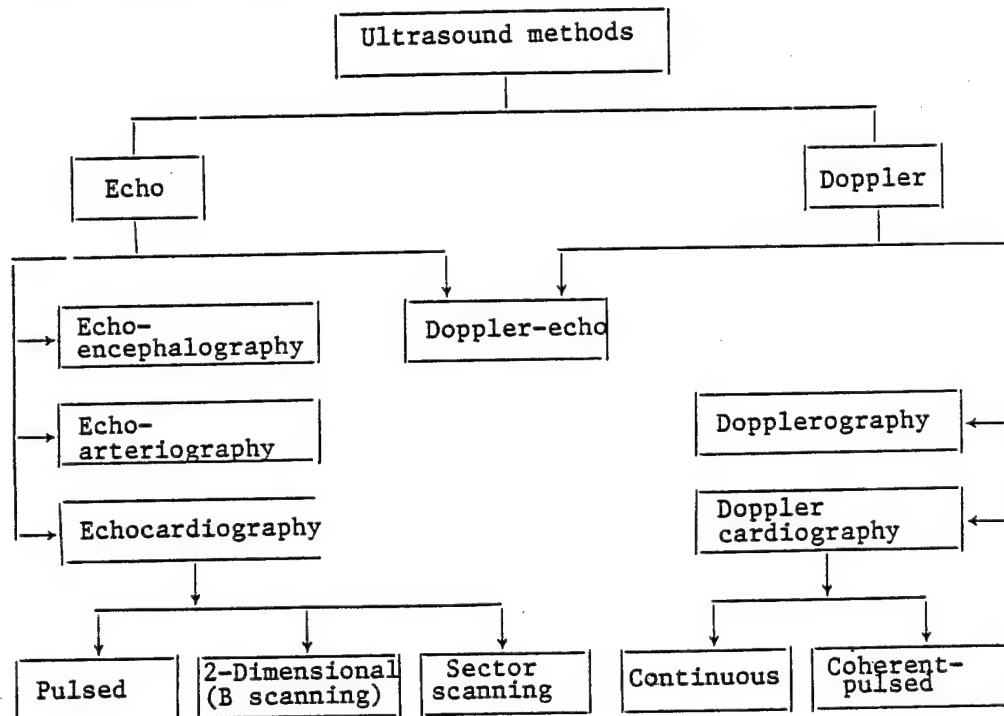 Ultrasound methods
Echo
Doppler
Echo-
encephalography
Doppler-echo
Echo-
arteriography
Dopplerography
Echocardiography
Doppler
cardiography
Pulsed
2-Dimensional
(B scanning)
Sector
scanning
Continuous
Coherent-
pulsed